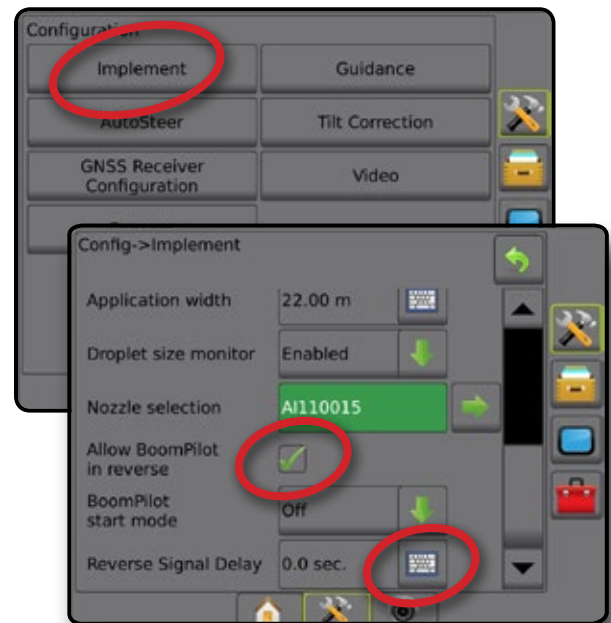 Configuration
Implement
Guidance
AutoSteer
Tilt Correction
GNSS Receiver
Configuration
Video
Config->Implement
Application width
22.00 m
Droplet size monitor
Enabled
Nozzle selection
AI110015
Allow BoomPilot
in reverse
BoomPilot
start mode
Off
Reverse Signal Delay
0.0 sec.